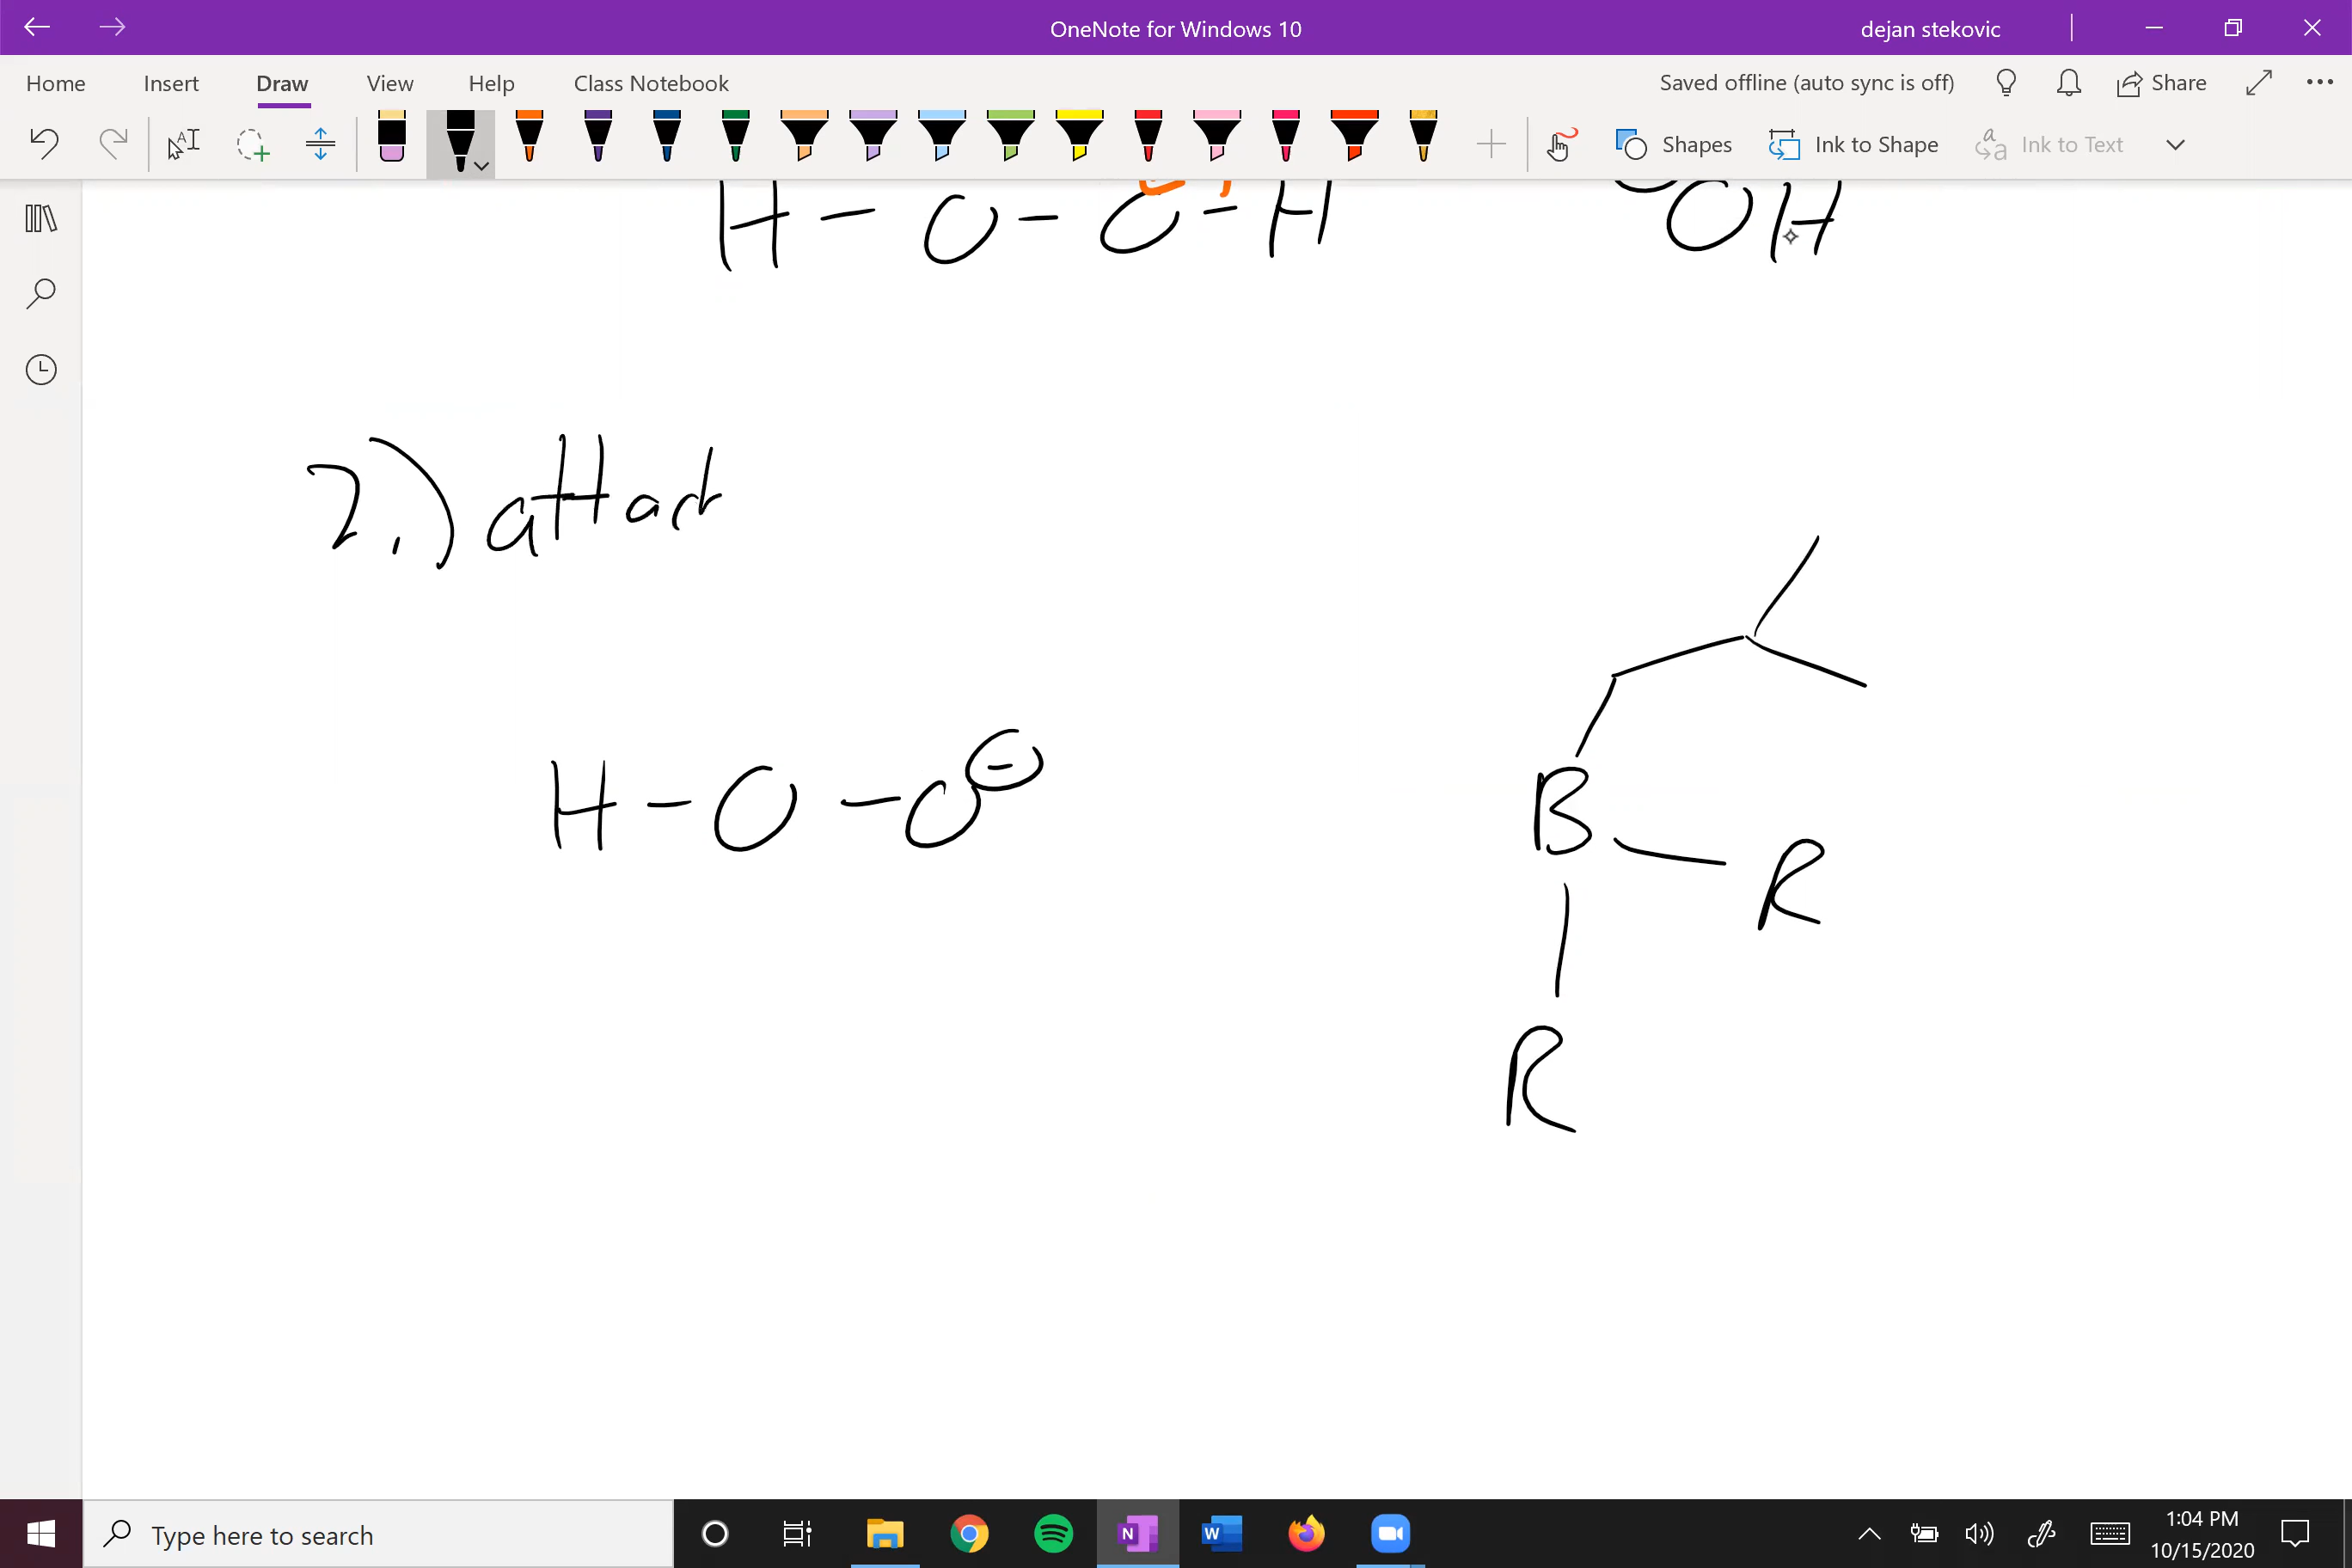 OneNote for Windows 10 dejan stekovic
Home Insert Draw View Help Class Notebook Saved offline (auto sync is off) Share
Shapes Ink to Shape Ink to Text
H - O - O - H OH
2.) attack
H - O - O⊖
B
R
R
Type here to search
1:04 PM
10/15/2020